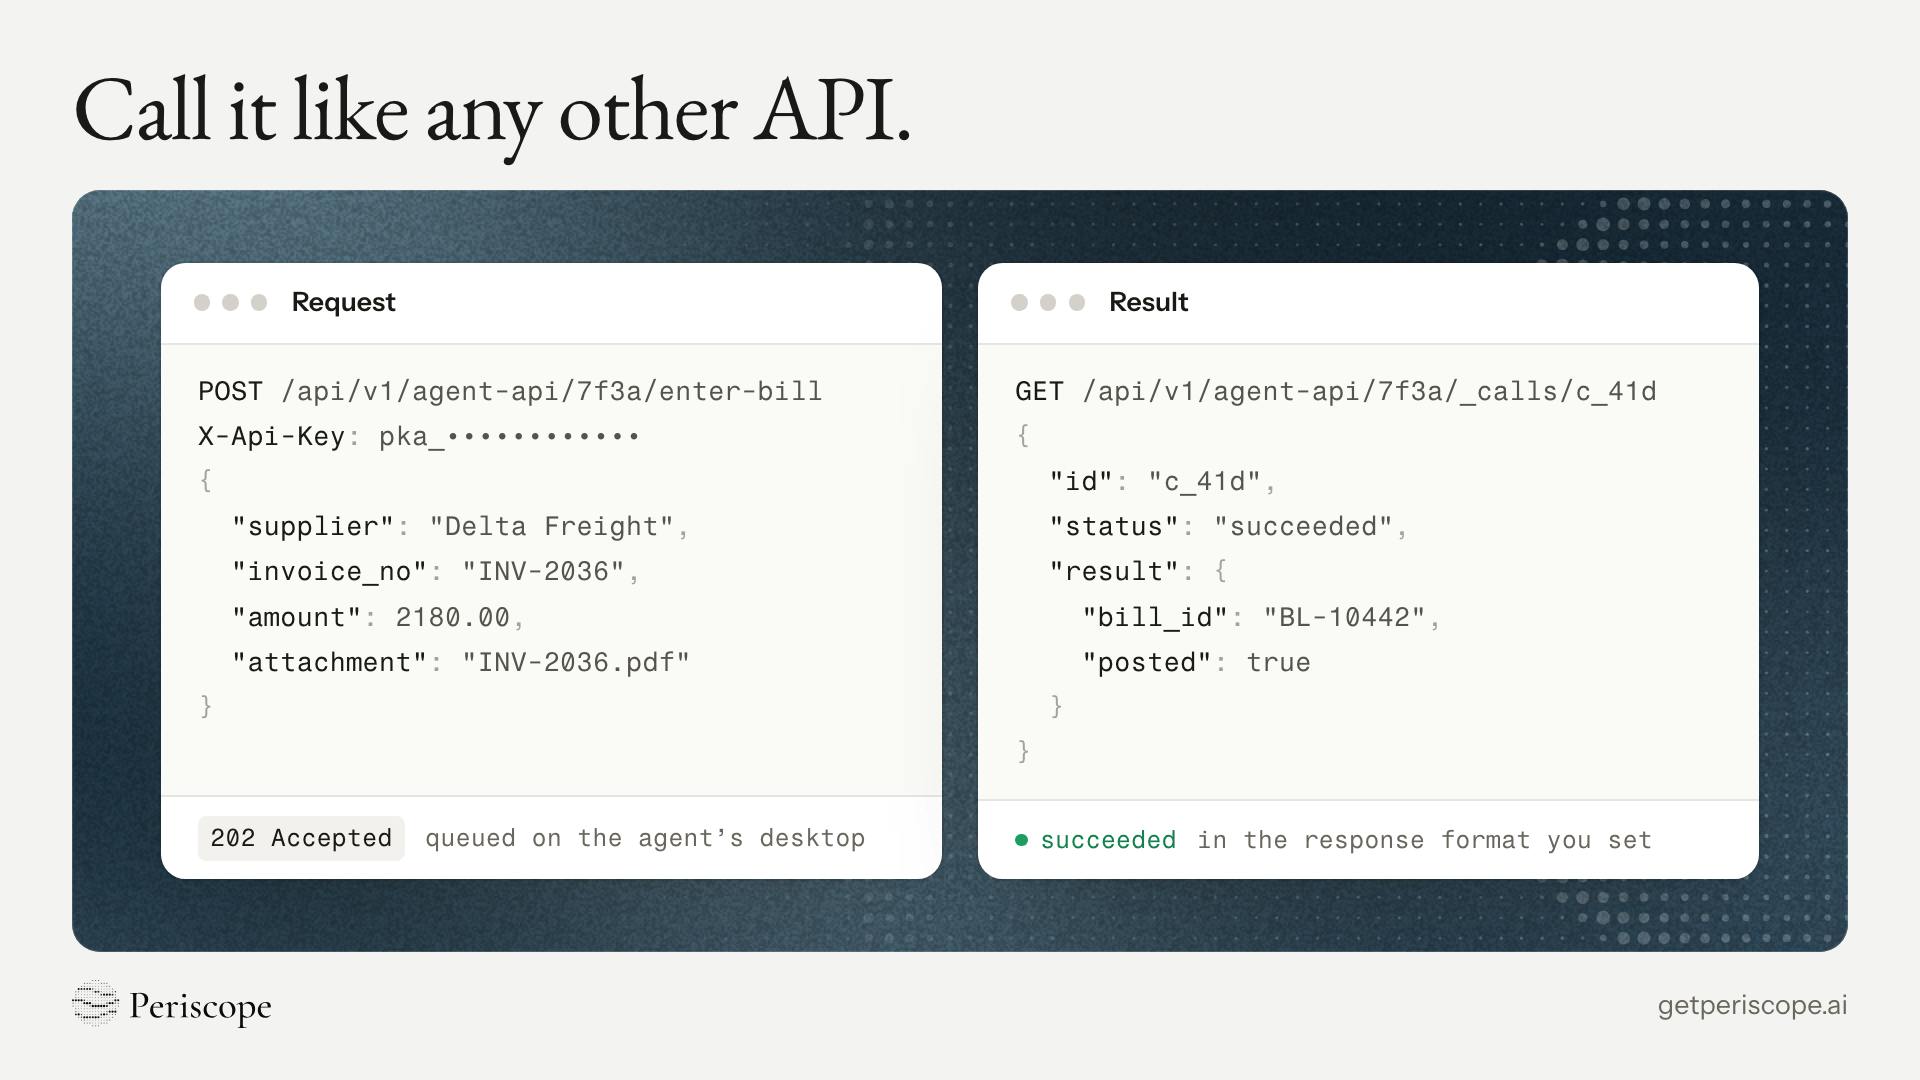 Call it like any other API.
Request
POST /api/v1/agent-api/7f3a/enter-bill
X-Api-Key: pka_••••••••••••
{
  "supplier": "Delta Freight",
  "invoice_no": "INV-2036",
  "amount": 2180.00,
  "attachment": "INV-2036.pdf"
}
202 Accepted queued on the agent’s desktop
Result
GET /api/v1/agent-api/7f3a/_calls/c_41d
{
  "id": "c_41d",
  "status": "succeeded",
  "result": {
    "bill_id": "BL-10442",
    "posted": true
  }
}
succeeded in the response format you set
Periscope
getperiscope.ai